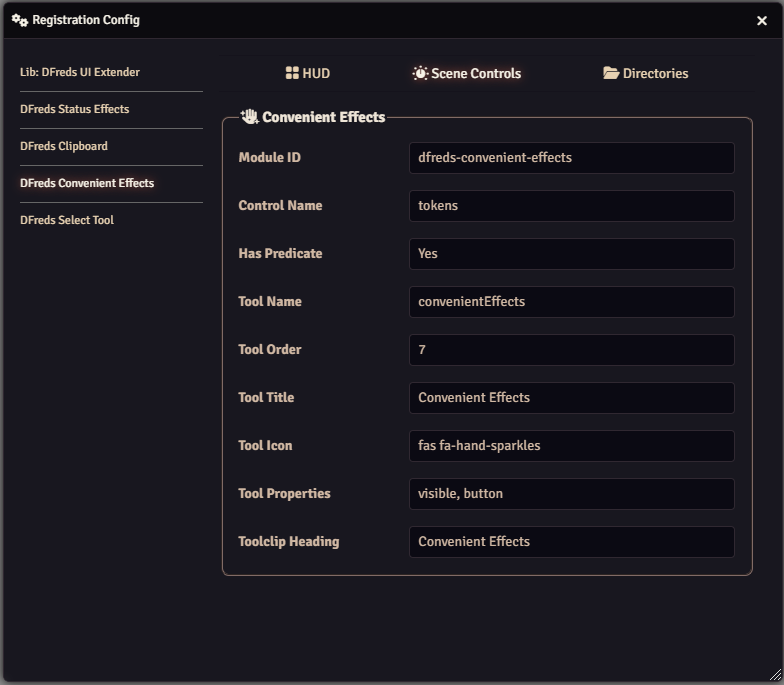 Registration Config
Lib: DFreds UI Extender
DFreds Status Effects
DFreds Clipboard
DFreds Convenient Effects
DFreds Select Tool
HUD Scene Controls Directories
Convenient Effects
Module ID dfreds-convenient-effects
Control Name tokens
Has Predicate Yes
Tool Name convenientEffects
Tool Order 7
Tool Title Convenient Effects
Tool Icon fas fa-hand-sparkles
Tool Properties visible, button
Toolclip Heading Convenient Effects